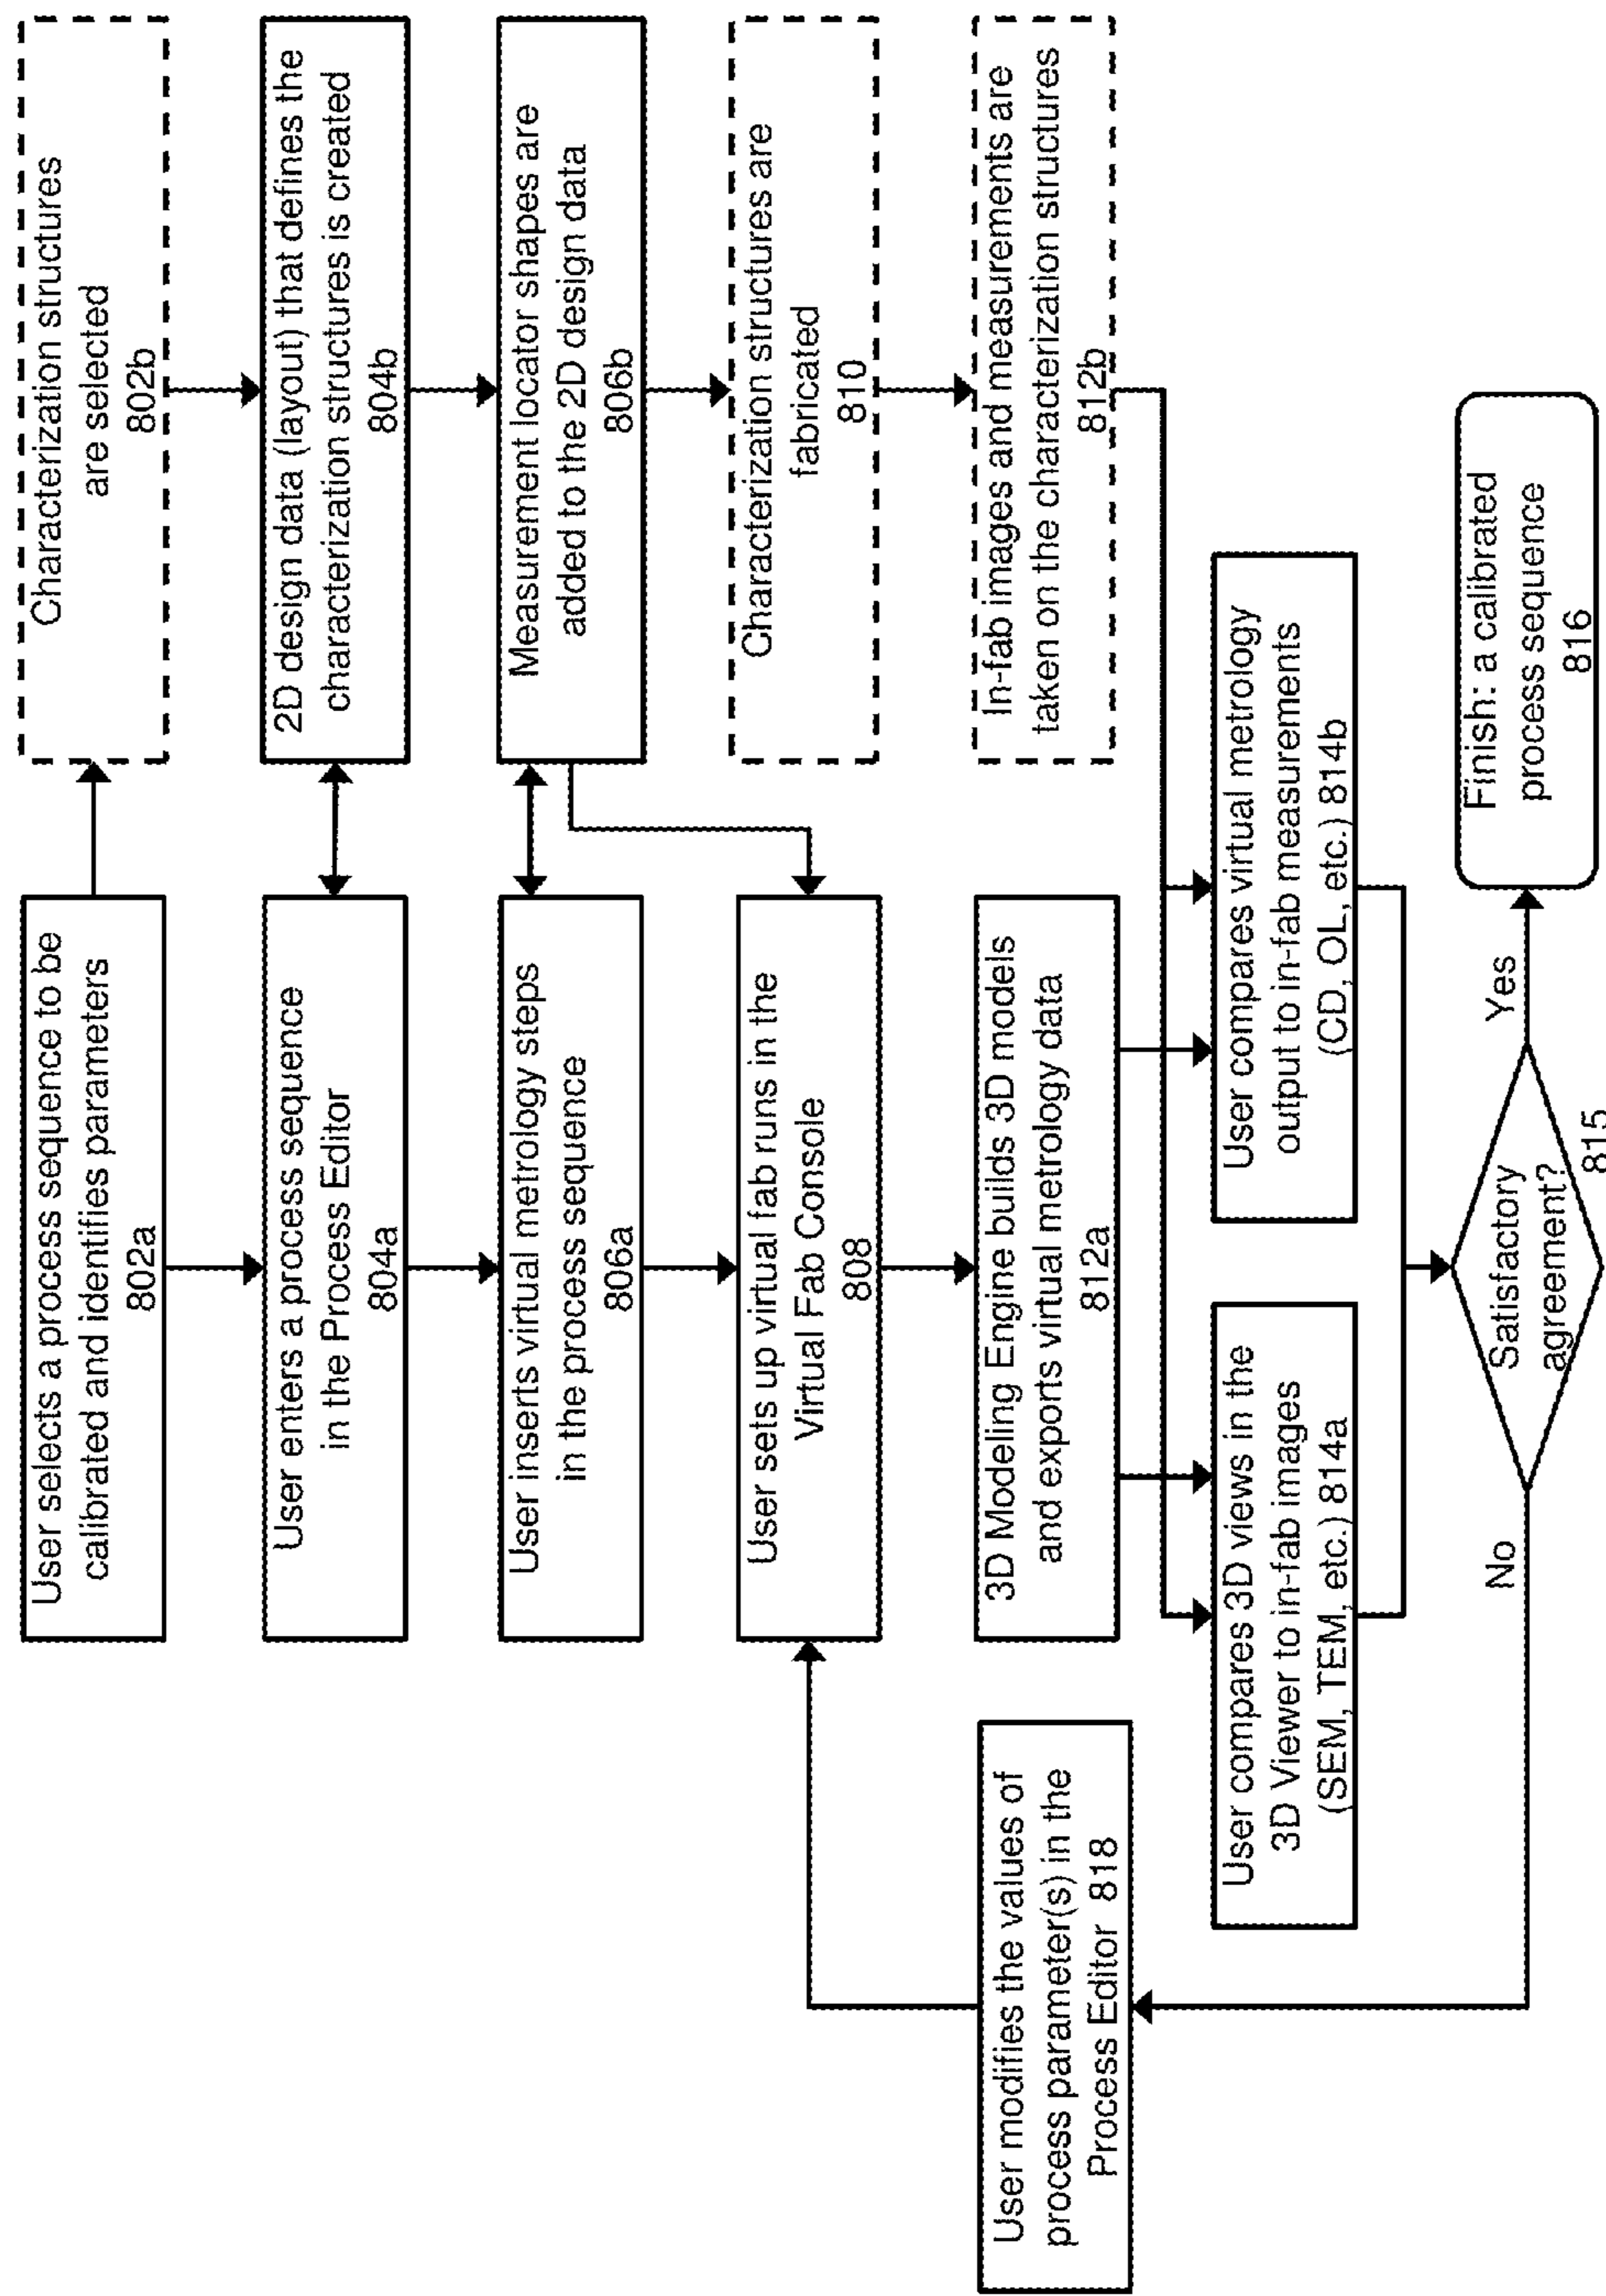 User selects a process sequence to be
calibrated and identifies parameters
802a
Characterization structures
are selected
802b
User enters a process sequence
in the Process Editor
804a
2D design data (layout) that defines the
characterization structures is created
804b
User inserts virtual metrology steps
in the process sequence
806a
Measurement locator shapes are
added to the 2D design data
806b
User sets up virtual fab runs in the
Virtual Fab Console
808
Characterization structures are
fabricated
810
User modifies the values of
process parameter(s) in the
Process Editor 818
3D Modeling Engine builds 3D models
and exports virtual metrology data
812a
In-fab images and measurements are
taken on the characterization structures
812b
User compares 3D views in the
3D Viewer to in-fab images
(SEM, TEM, etc.) 814a
User compares virtual metrology
output to in-fab measurements
(CD, OL, etc.) 814b
No
Satisfactory
agreement?
815
Yes
Finish: a calibrated
process sequence
816